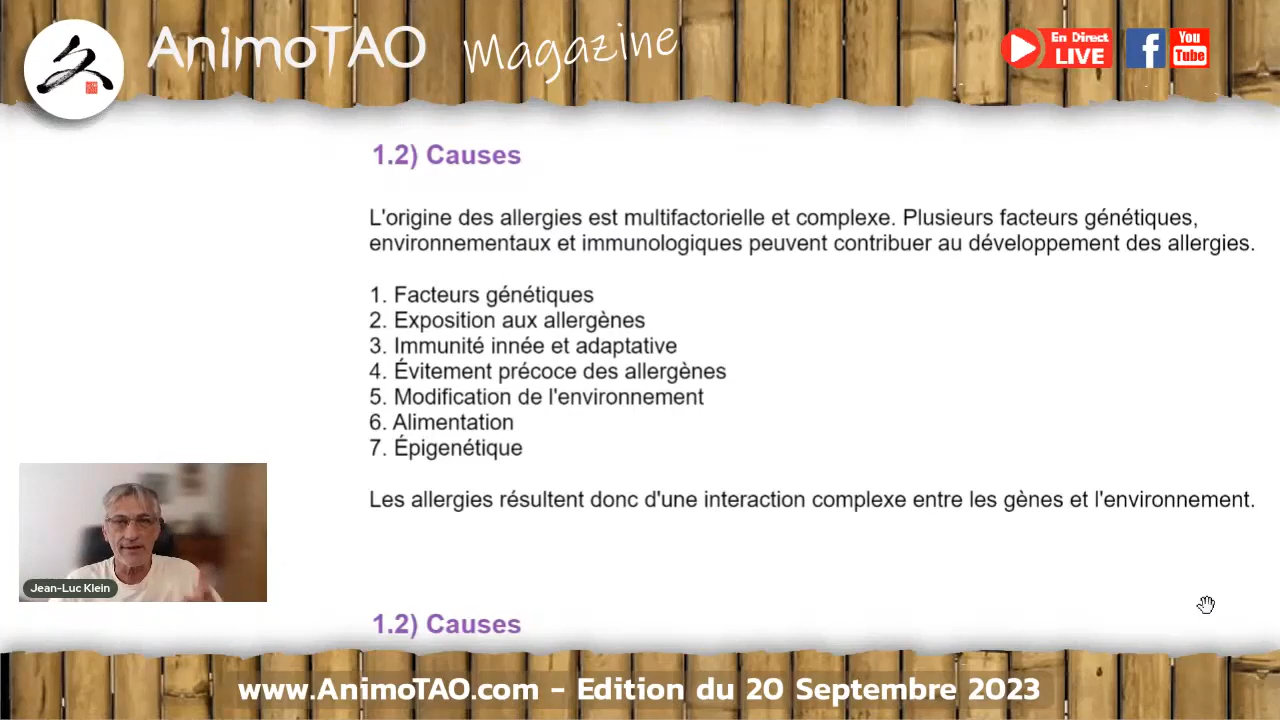 AnimoTAO Magazine
En Direct
LIVE
You
Tube
1.2) Causes
L'origine des allergies est multifactorielle et complexe. Plusieurs facteurs génétiques,
environnementaux et immunologiques peuvent contribuer au développement des allergies.
1. Facteurs génétiques
2. Exposition aux allergènes
3. Immunité innée et adaptative
4. Évitement précoce des allergènes
5. Modification de l'environnement
6. Alimentation
7. Épigenétique
Les allergies résultent donc d'une interaction complexe entre les gènes et l'environnement.
Jean-Luc Klein
1.2) Causes
www.AnimoTAO.com - Edition du 20 Septembre 2023